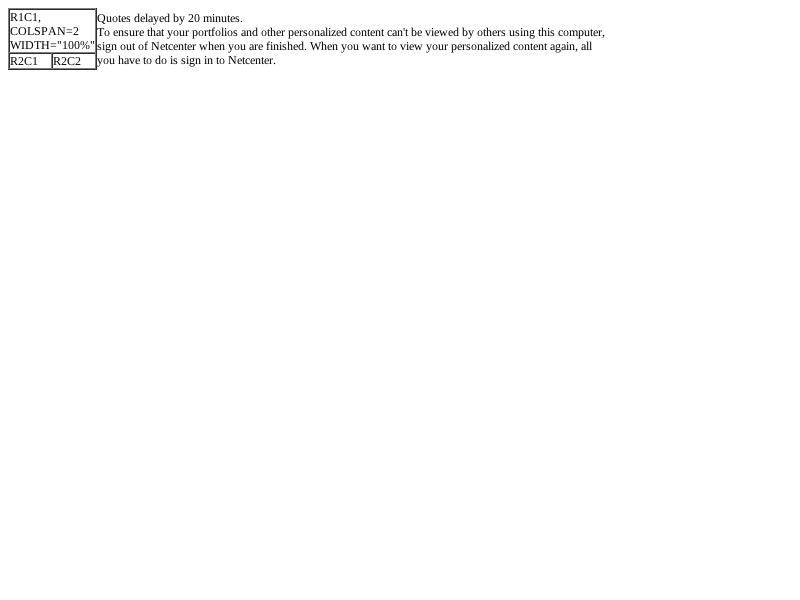 R1C1,
COLSPAN=2
WIDTH="100%"
R2C1 R2C2
Quotes delayed by 20 minutes.
To ensure that your portfolios and other personalized content can't be viewed by others using this computer,
sign out of Netcenter when you are finished. When you want to view your personalized content again, all
you have to do is sign in to Netcenter.